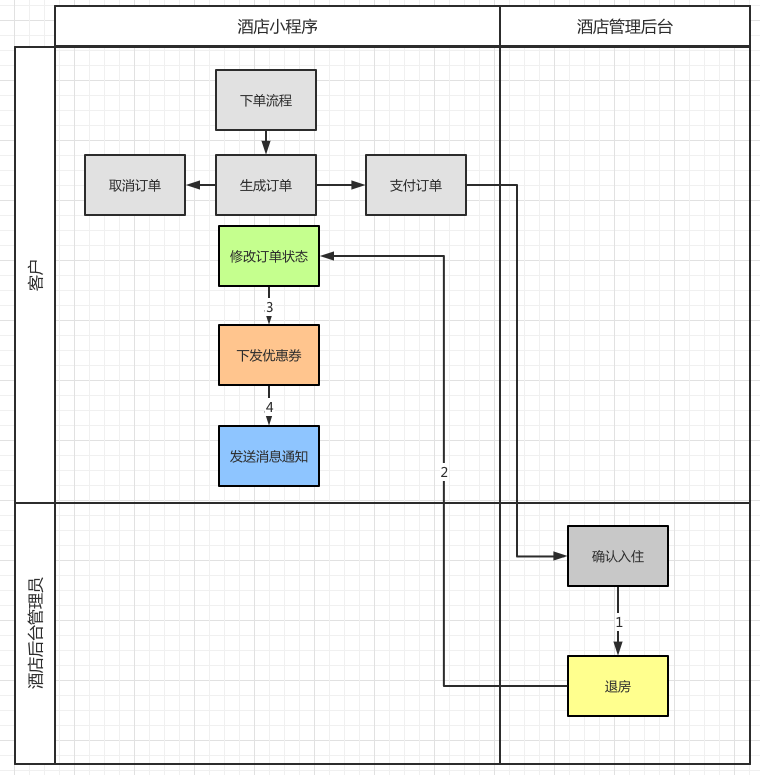 酒店小程序
酒店管理后台
客户
下单流程
取消订单
生成订单
支付订单
修改订单状态
3
下发优惠券
4
发送消息通知
2
酒店后台管理员
确认入住
1
退房